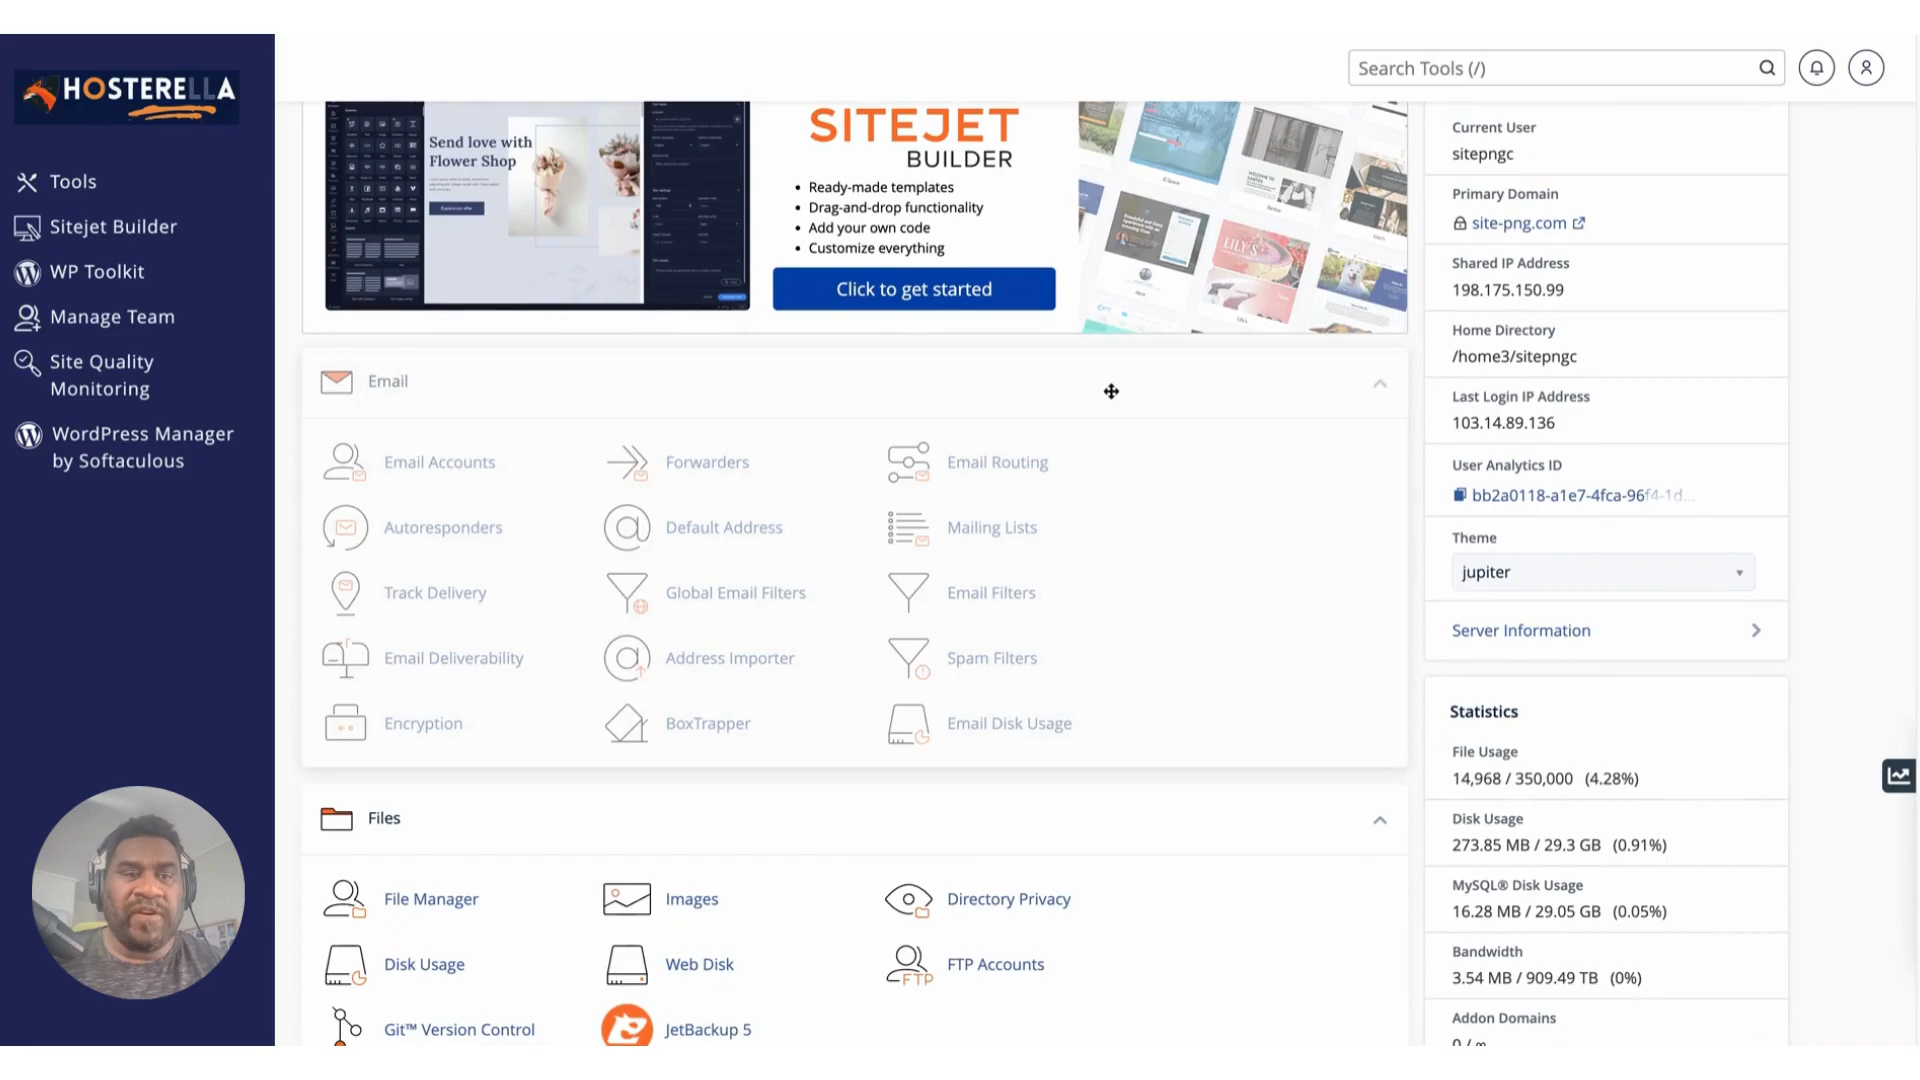 HOSTERELLA
Search Tools (/)
Tools
Sitejet Builder
WP Toolkit
Manage Team
Site Quality
Monitoring
WordPress Manager
by Softaculous
Send love with
Flower Shop
SITEJET
BUILDER
Ready-made templates
Drag-and-drop functionality
Add your own code
Customize everything
Click to get started
LILY'S
Email
Email Accounts
Forwarders
Email Routing
Autoresponders
Default Address
Mailing Lists
Track Delivery
Global Email Filters
Email Filters
Email Deliverability
Address Importer
Spam Filters
Encryption
BoxTrapper
Email Disk Usage
Files
File Manager
Images
Directory Privacy
Disk Usage
Web Disk
FTP Accounts
Git™ Version Control
JetBackup 5
Current User
sitepngc
Primary Domain
site-png.com
Shared IP Address
198.175.150.99
Home Directory
/home3/sitepngc
Last Login IP Address
103.14.89.136
User Analytics ID
bb2a0118-a1e7-4fca-96f4-1d...
Theme
jupiter
Server Information
Statistics
File Usage
14,968 / 350,000 (4.28%)
Disk Usage
273.85 MB / 29.3 GB (0.91%)
MySQL® Disk Usage
16.28 MB / 29.05 GB (0.05%)
Bandwidth
3.54 MB / 909.49 TB (0%)
Addon Domains
0 / ∞